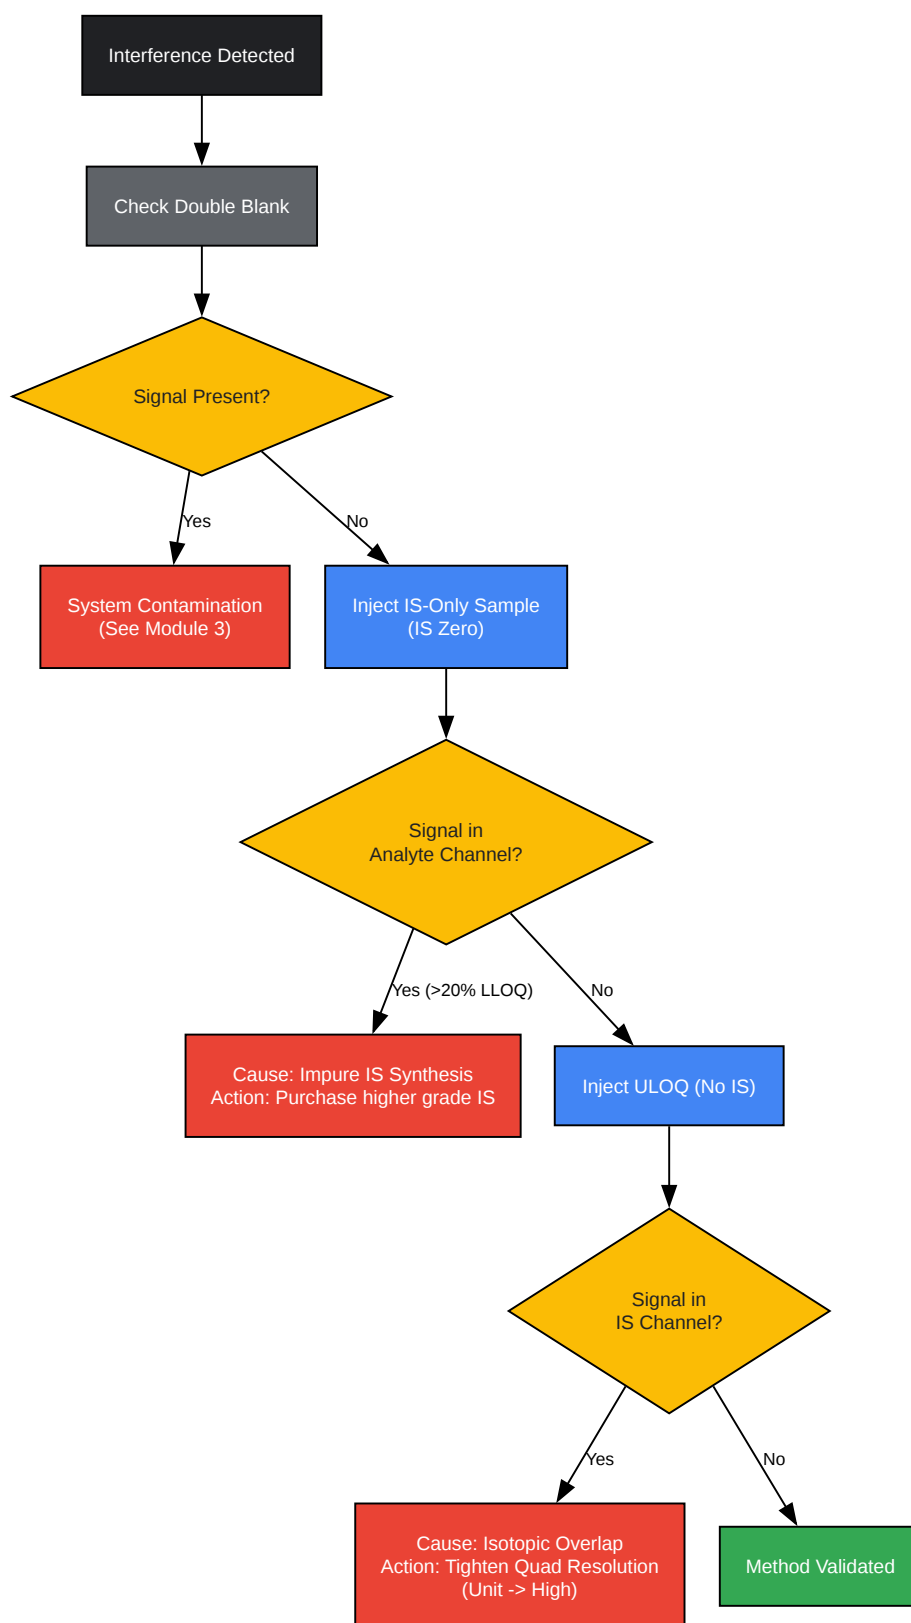 Interference Detected
Check Double Blank
Signal Present?
Yes
No
System Contamination
(See Module 3)
Inject IS-Only Sample
(IS Zero)
Signal in
Analyte Channel?
Yes (>20% LLOQ)
No
Cause: Impure IS Synthesis
Action: Purchase higher grade IS
Inject ULOQ (No IS)
Signal in
IS Channel?
Yes
No
Cause: Isotopic Overlap
Action: Tighten Quad Resolution
(Unit -> High)
Method Validated